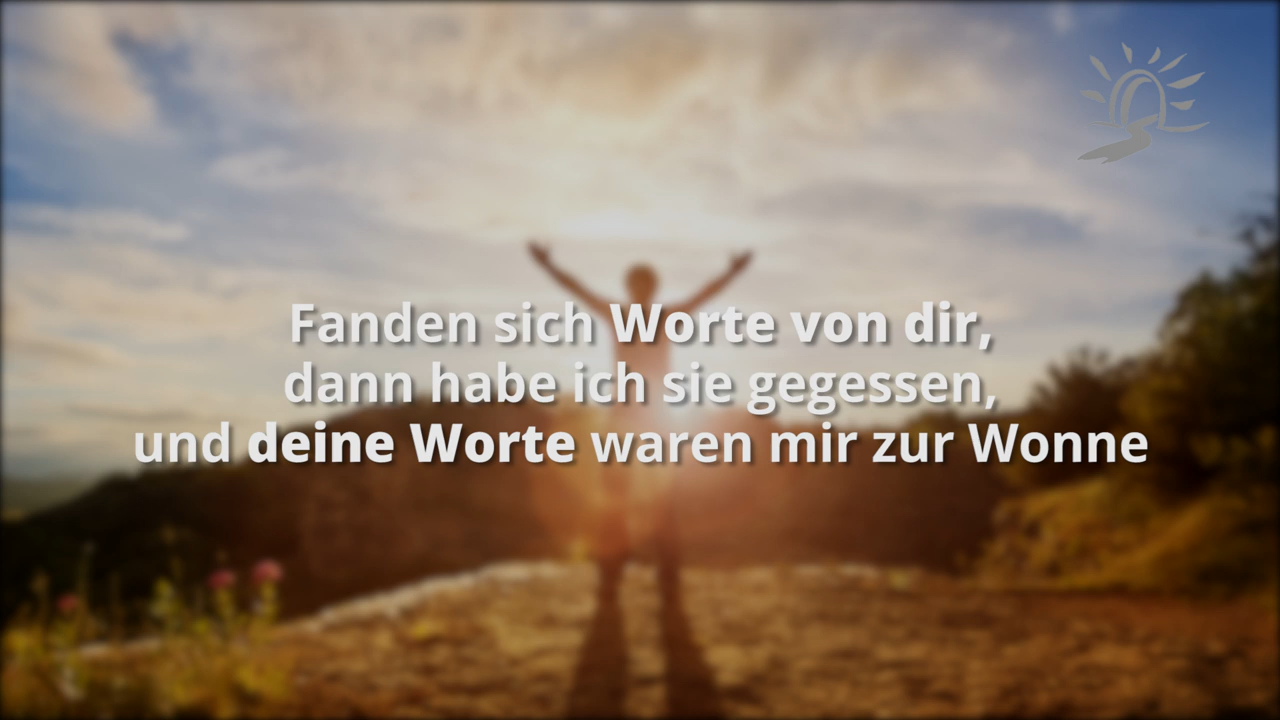 Fanden sich Worte von dir,
dann habe ich sie gegessen,
und deine Worte waren mir zur Wonne